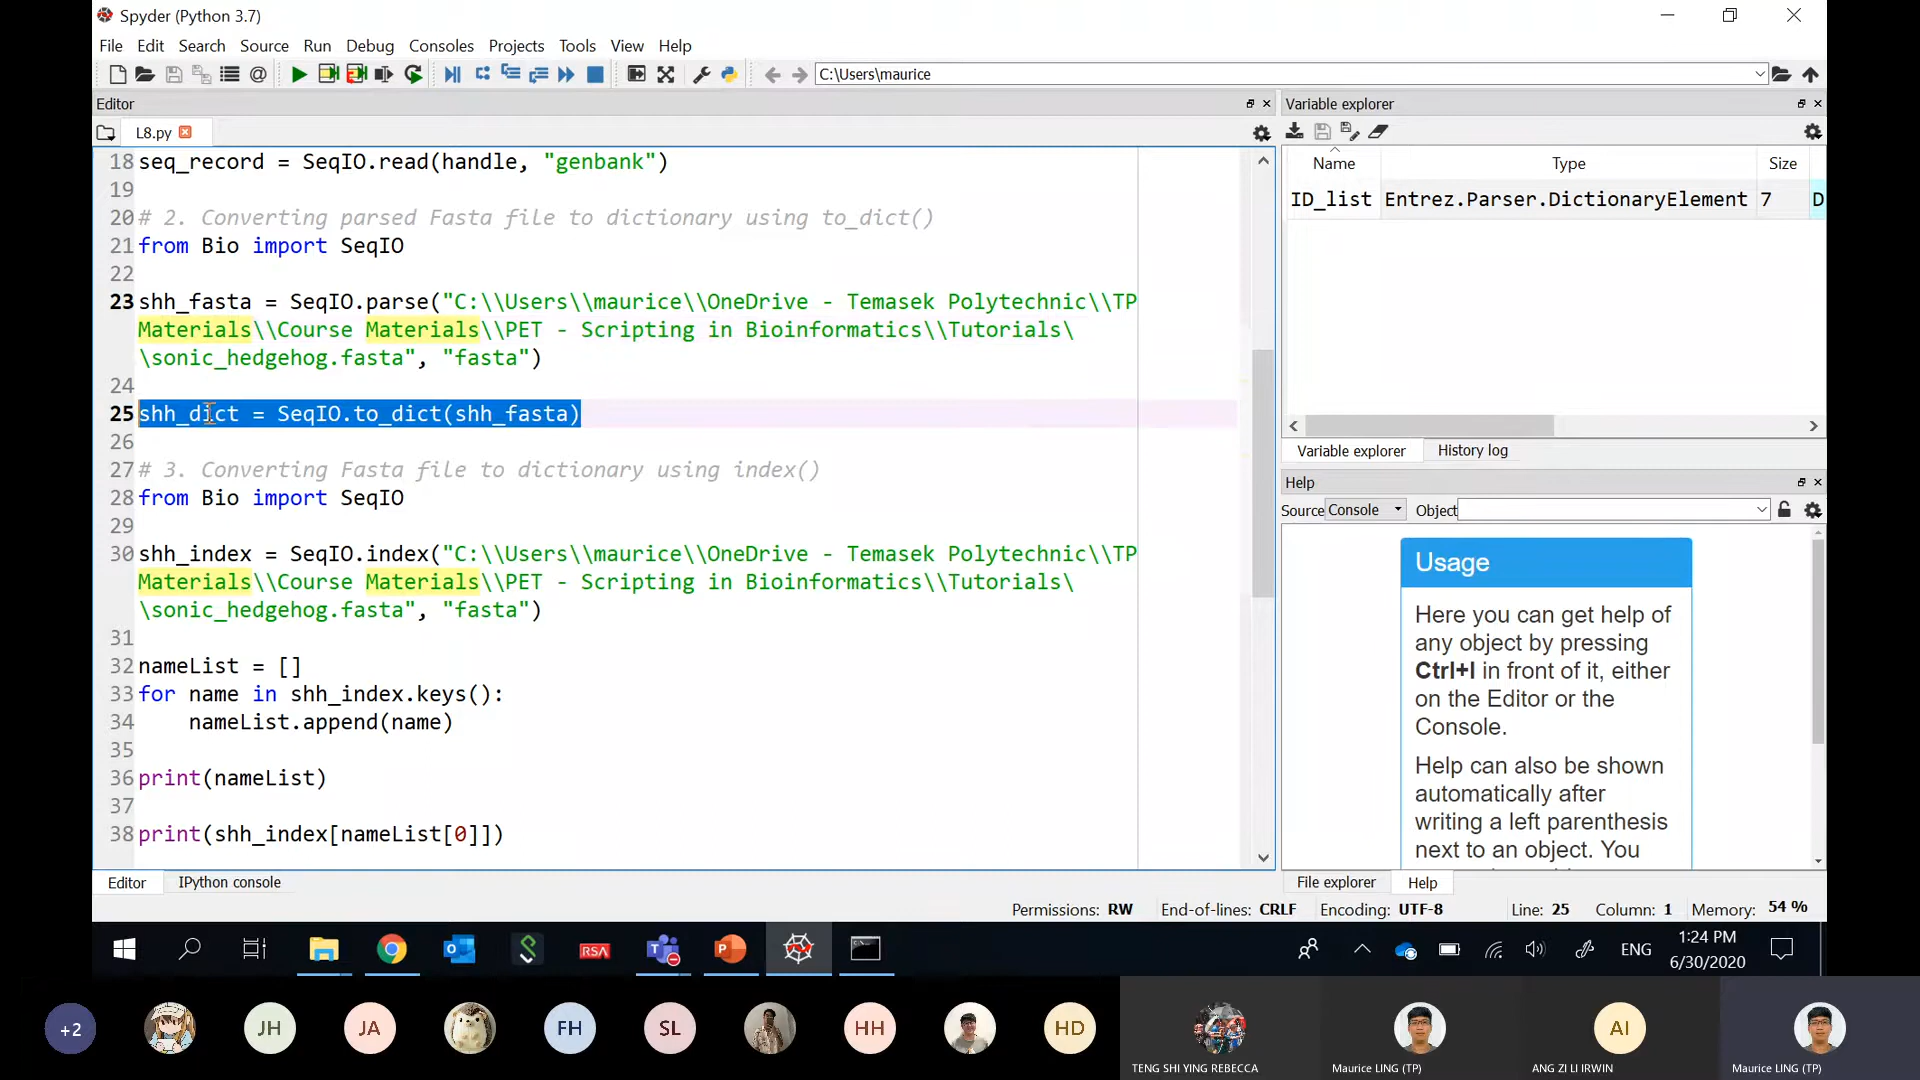 Spyder (Python 3.7)
File Edit Search Source Run Debug Consoles Projects Tools View Help
C:\Users\maurice
Editor
L8.py
18 seq_record = SeqIO.read(handle, "genbank")
19
20 # 2. Converting parsed Fasta file to dictionary using to_dict()
21 from Bio import SeqIO
22
23 shh_fasta = SeqIO.parse("C:\\Users\\maurice\\OneDrive - Temasek Polytechnic\\TP
Materials\\Course Materials\\PET - Scripting in Bioinformatics\\Tutorials\
\sonic_hedgehog.fasta", "fasta")
24
25 shh_dict = SeqIO.to_dict(shh_fasta)
26
27 # 3. Converting Fasta file to dictionary using index()
28 from Bio import SeqIO
29
30 shh_index = SeqIO.index("C:\\Users\\maurice\\OneDrive - Temasek Polytechnic\\TP
Materials\\Course Materials\\PET - Scripting in Bioinformatics\\Tutorials\
\sonic_hedgehog.fasta", "fasta")
31
32 nameList = []
33 for name in shh_index.keys():
34 nameList.append(name)
35
36 print(nameList)
37
38 print(shh_index[nameList[0]])
Editor IPython console
Variable explorer
Name Type Size
ID_list Entrez.Parser.DictionaryElement 7 D
Variable explorer History log
Help
Source Console Object
Usage
Here you can get help of
any object by pressing
Ctrl+I in front of it, either
on the Editor or the
Console.
Help can also be shown
automatically after
writing a left parenthesis
next to an object. You
File explorer Help
Permissions: RW End-of-lines: CRLF Encoding: UTF-8 Line: 25 Column: 1 Memory: 54 %
RSA
ENG
1:24 PM
6/30/2020
+2 JH JA FH SL HH HD AI
TENG SHI YING REBECCA Maurice LING (TP) ANG ZI LI IRWIN Maurice LING (TP)